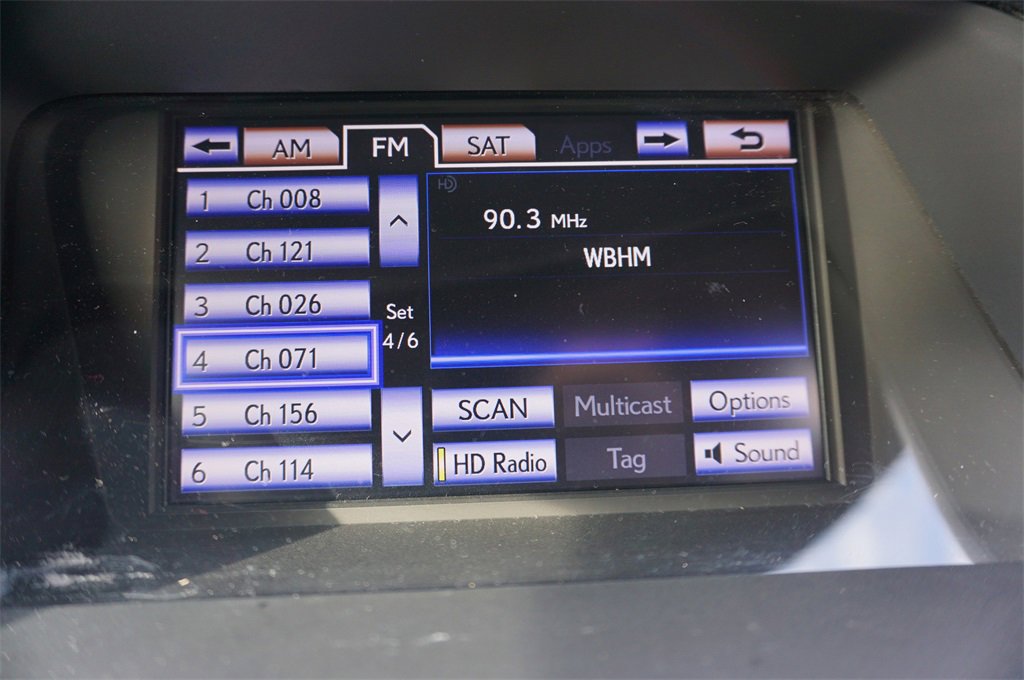 AM FM SAT Apps
1 Ch 008
2 Ch 121
3 Ch 026
4 Ch 071
5 Ch 156
6 Ch 114
Set
4/6
HD
90.3 MHz
WBHM
SCAN Multicast Options
HD Radio Tag Sound